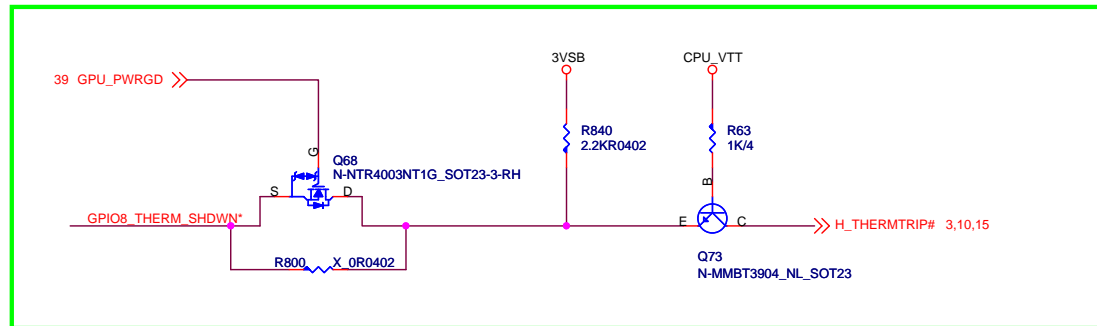 3VSB
CPU_VTT
39 GPU_PWRGD
R840
2.2KR0402
R63
1K/4
G
Q68
N-NTR4003NT1G_SOT23-3-RH
S
D
B
GPIO8_THERM_SHDWN*
E
C
H_THERMTRIP# 3,10,15
R800
X_0R0402
Q73
N-MMBT3904_NL_SOT23